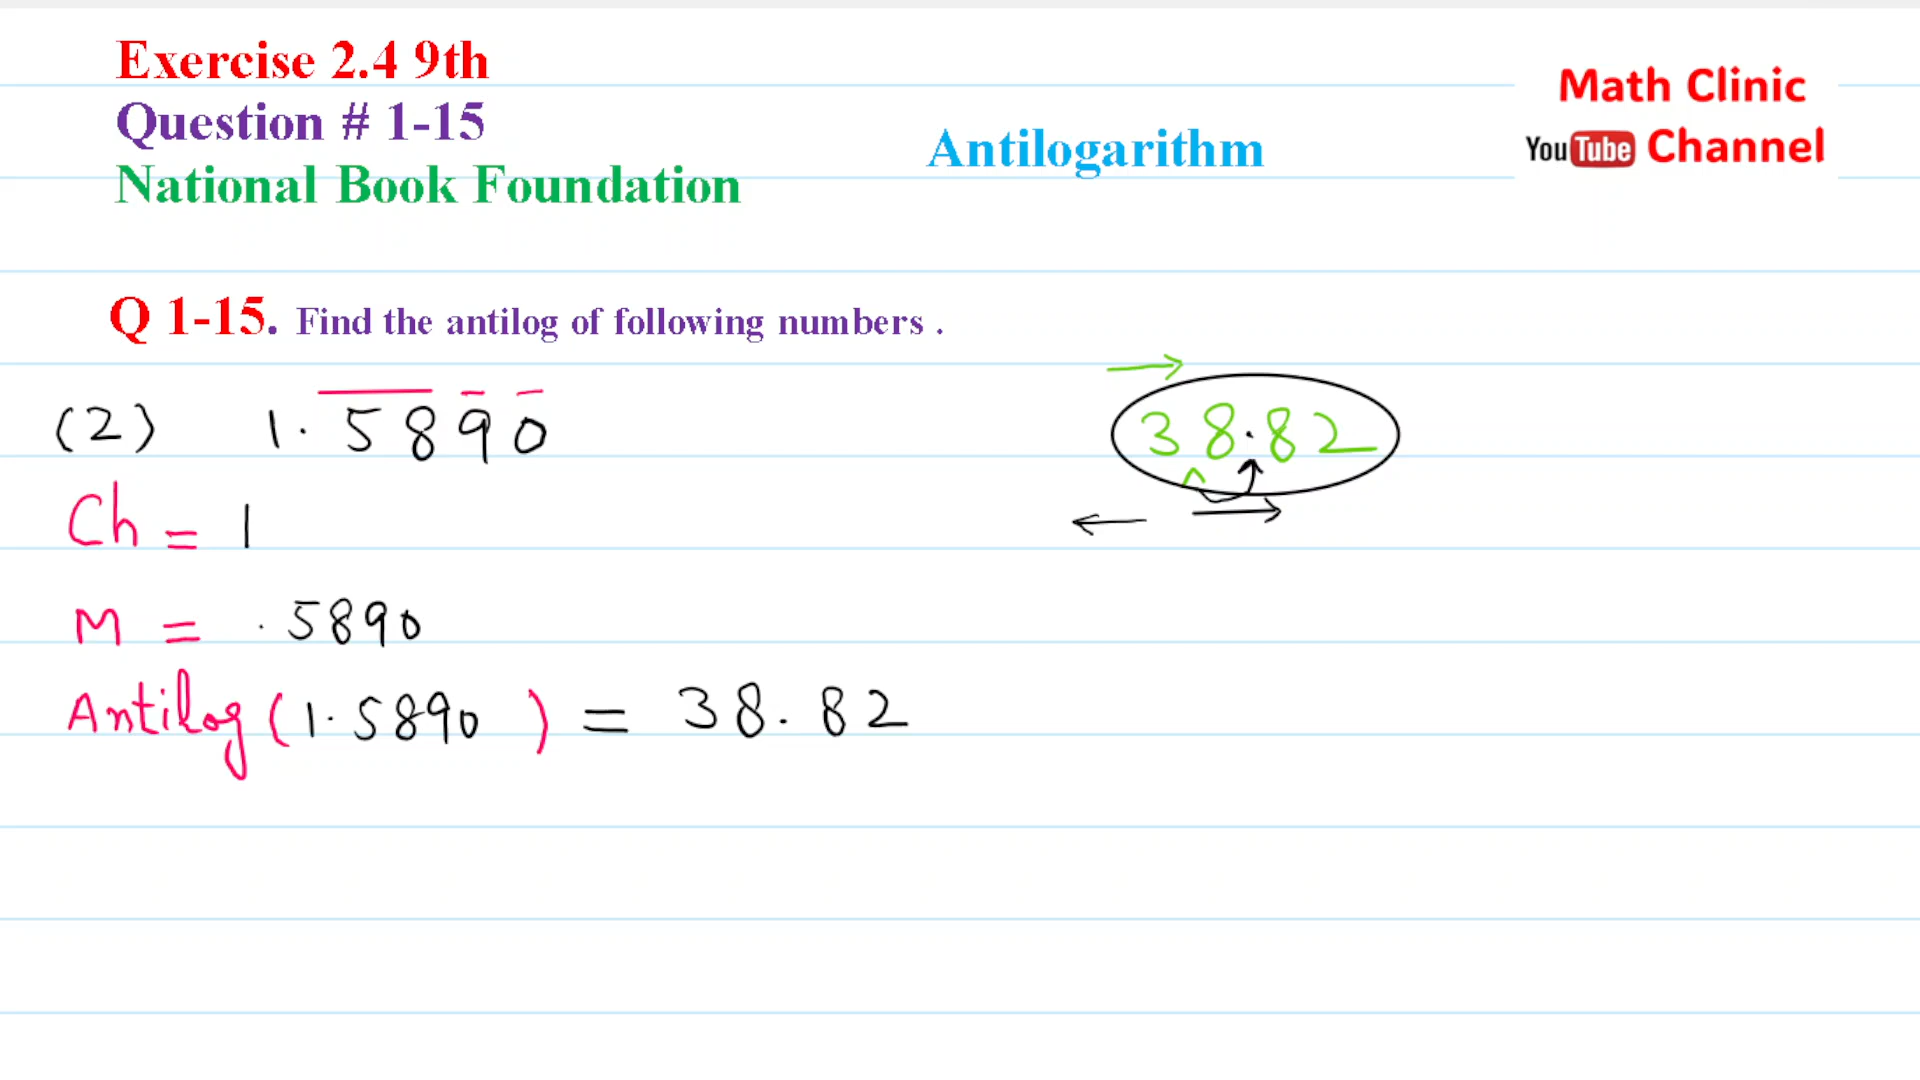 Exercise 2.4 9th
Question # 1-15
National Book Foundation
Antilogarithm
Math Clinic
YouTube Channel
Q 1-15. Find the antilog of following numbers .
(2) 1.5890
38.82
Ch = 1
M = .5890
Antilog (1.5890) = 38.82